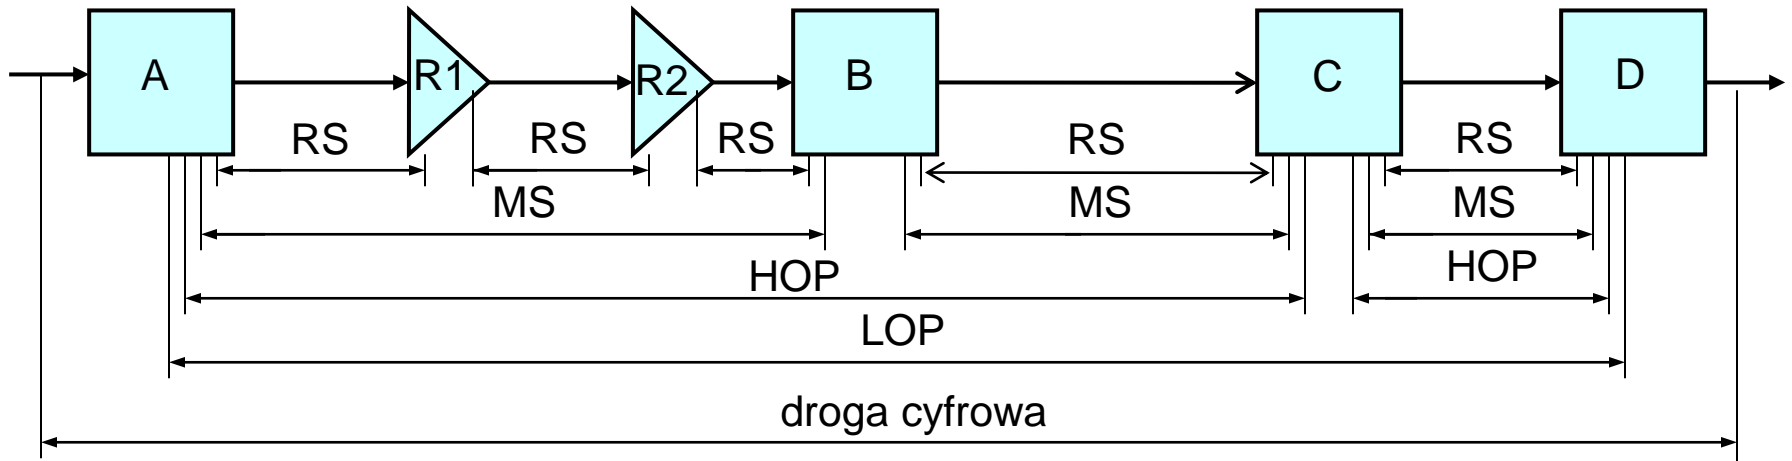 A R1 R2 B C D
RS RS RS RS RS
MS MS MS
HOP HOP
LOP
droga cyfrowa